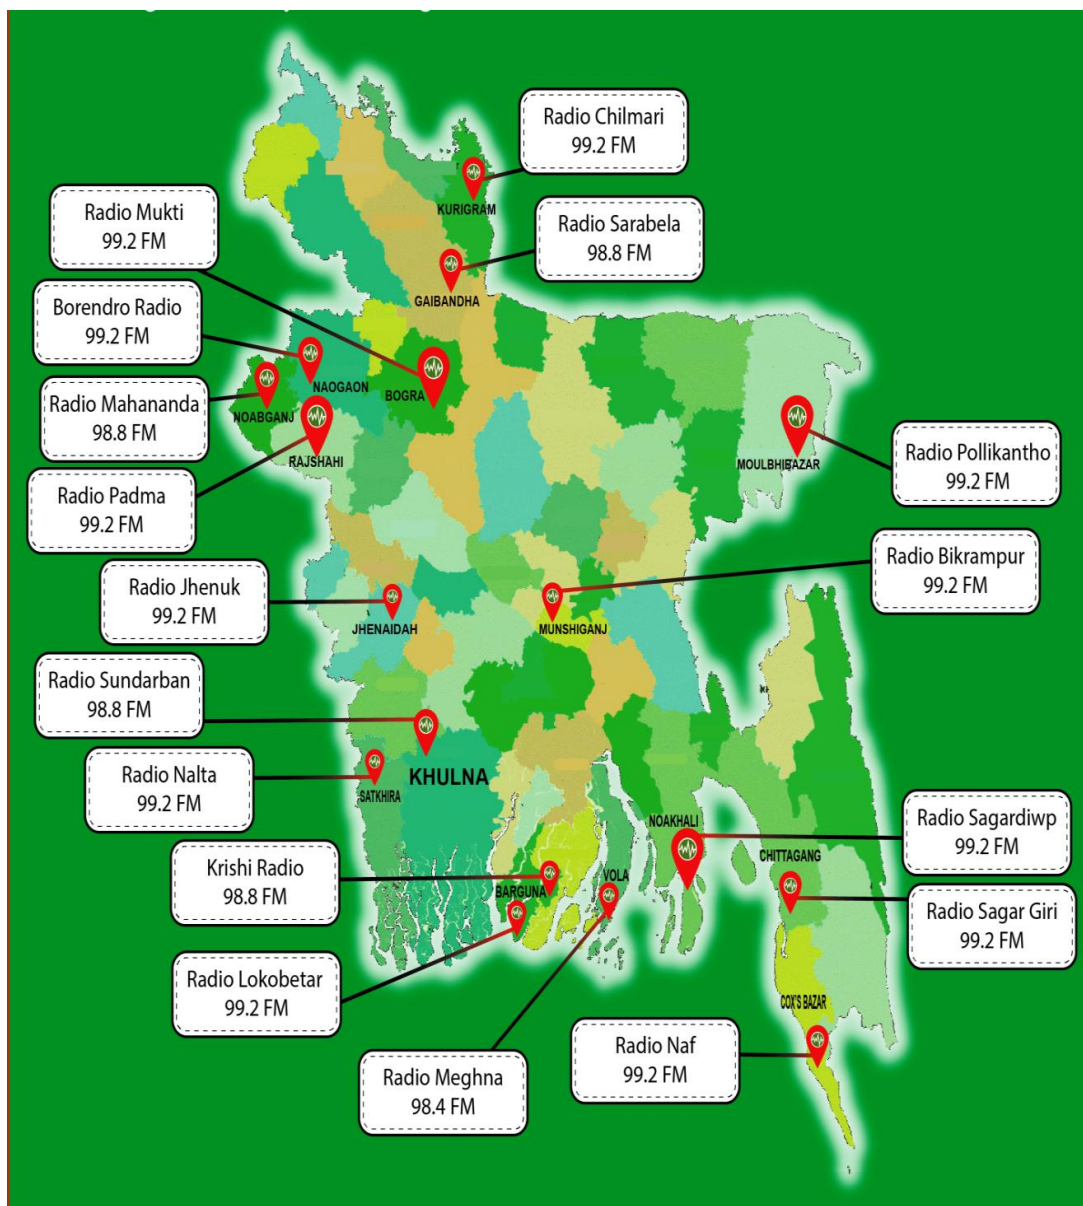 Radio Chilmari
99.2 FM
KURIGRAM
Radio Mukti
99.2 FM
Radio Sarabela
98.8 FM
GAIBANDHA
Borendro Radio
99.2 FM
NAOGAON
BOGRA
Radio Mahananda
98.8 FM
NOABGANJ
RAJSHAHI
MOULBHIBAZAR
Radio Pollikantho
99.2 FM
Radio Padma
99.2 FM
Radio Bikrampur
99.2 FM
Radio Jhenuk
99.2 FM
JHENAIDAH
MUNSHIGANJ
Radio Sundarban
98.8 FM
KHULNA
Radio Nalta
99.2 FM
SATKHIRA
NOAKHALI
Radio Sagardiwp
99.2 FM
CHITTAGANG
Krishi Radio
98.8 FM
BARGUNA
VOLA
Radio Sagar Giri
99.2 FM
Radio Lokobetar
99.2 FM
COX'S BAZAR
Radio Naf
99.2 FM
Radio Meghna
98.4 FM